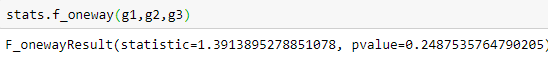 stats.f_oneway(g1,g2,g3)
F_onewayResult(statistic=1.3913895278851078, pvalue=0.2487535764790205)